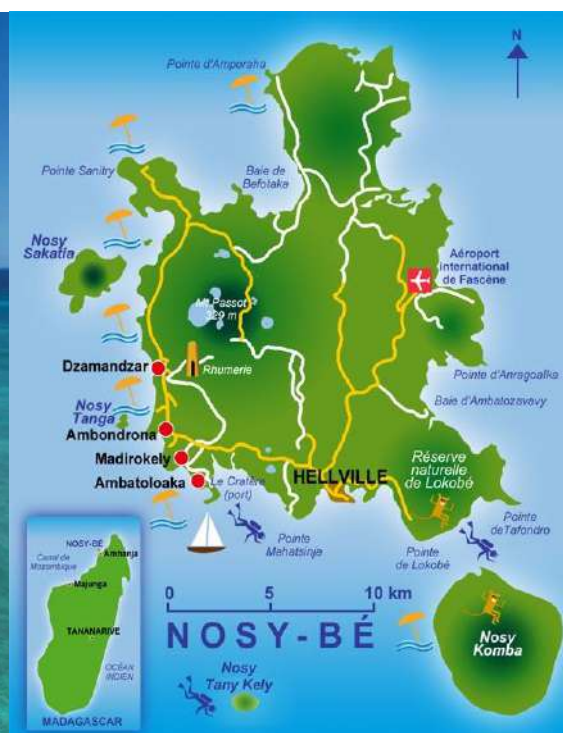 N
Pointe d'Amporaha
Pointe Sanitry
Baie de
Befotaka
Nosy
Sakatia
Aéroport
International
de Fascène
Mt Passot
329 m
Dzamandzar
Rhumerie
Pointe d'Anragoalka
Nosy
Tanga
Baie d'Ambatozavavy
Ambondrona
Madirokely
Réserve
naturelle
de Lokobé
Ambatoloaka
Le Cratère
(port)
HELLVILLE
Pointe
Mahatsinje
Pointe
de Tafondro
Pointe
de Lokobé
NOSY-BÉ
Ambanja
Canal de
Mozambique
Majunga
TANANARIVE
OCÉAN
INDIEN
MADAGASCAR
0 5 10 km
NOSY-BÉ
Nosy
Komba
Nosy
Tany Kely